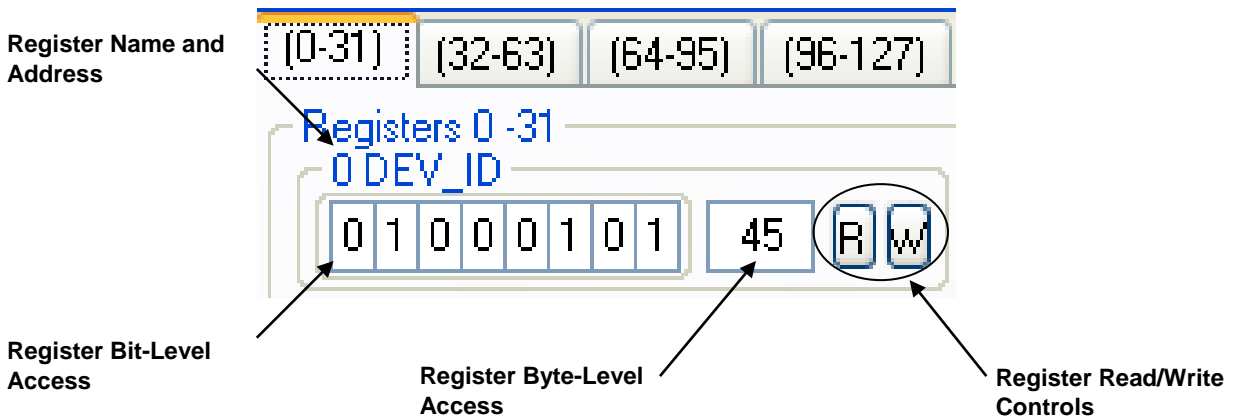 Register Name and
Address
(0-31) (32-63) (64-95) (96-127)
Registers 0 -31
0 DEV_ID
0 1 0 0 0 1 0 1 45 R W
Register Bit-Level
Access
Register Byte-Level
Access
Register Read/Write
Controls